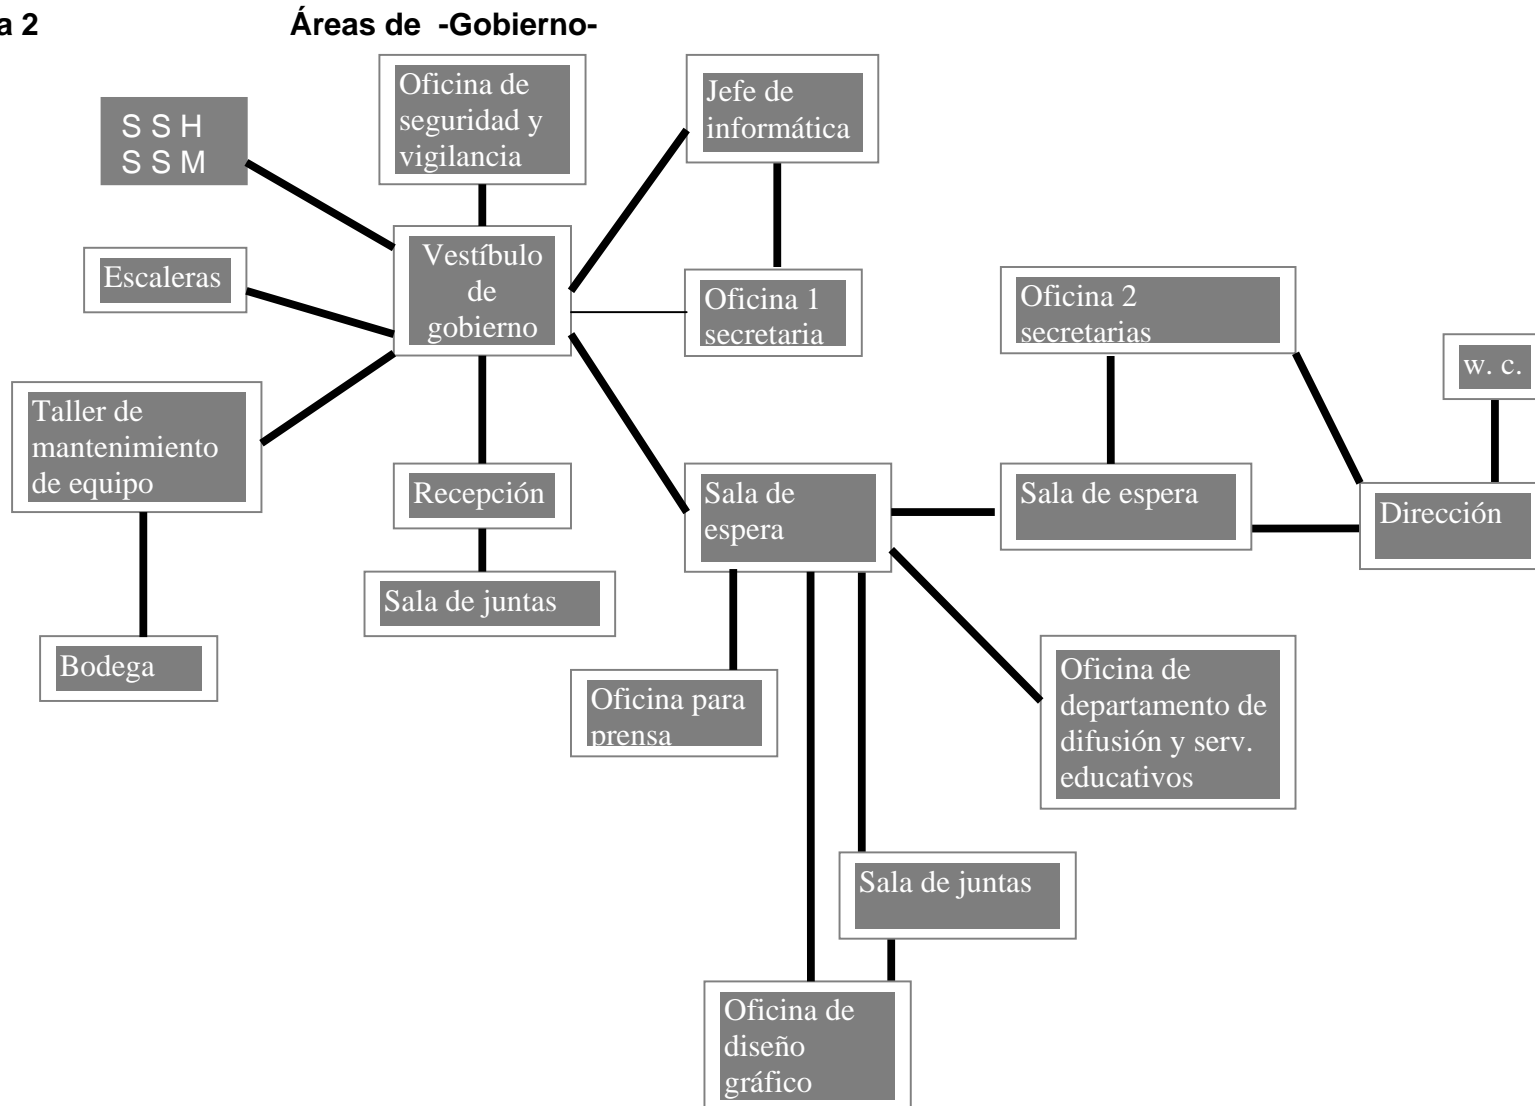 a 2
Áreas de -Gobierno-
S S H
S S M
Oficina de
seguridad y
vigilancia
Jefe de
informática
Escaleras
Vestíbulo
de
gobierno
Oficina 1
secretaria
Oficina 2
secretarias
w. c.
Taller de
mantenimiento
de equipo
Recepción
Sala de
espera
Sala de espera
Dirección
Sala de juntas
Bodega
Oficina para
prensa
Oficina de
departamento de
difusión y serv.
educativos
Sala de juntas
Oficina de
diseño
gráfico